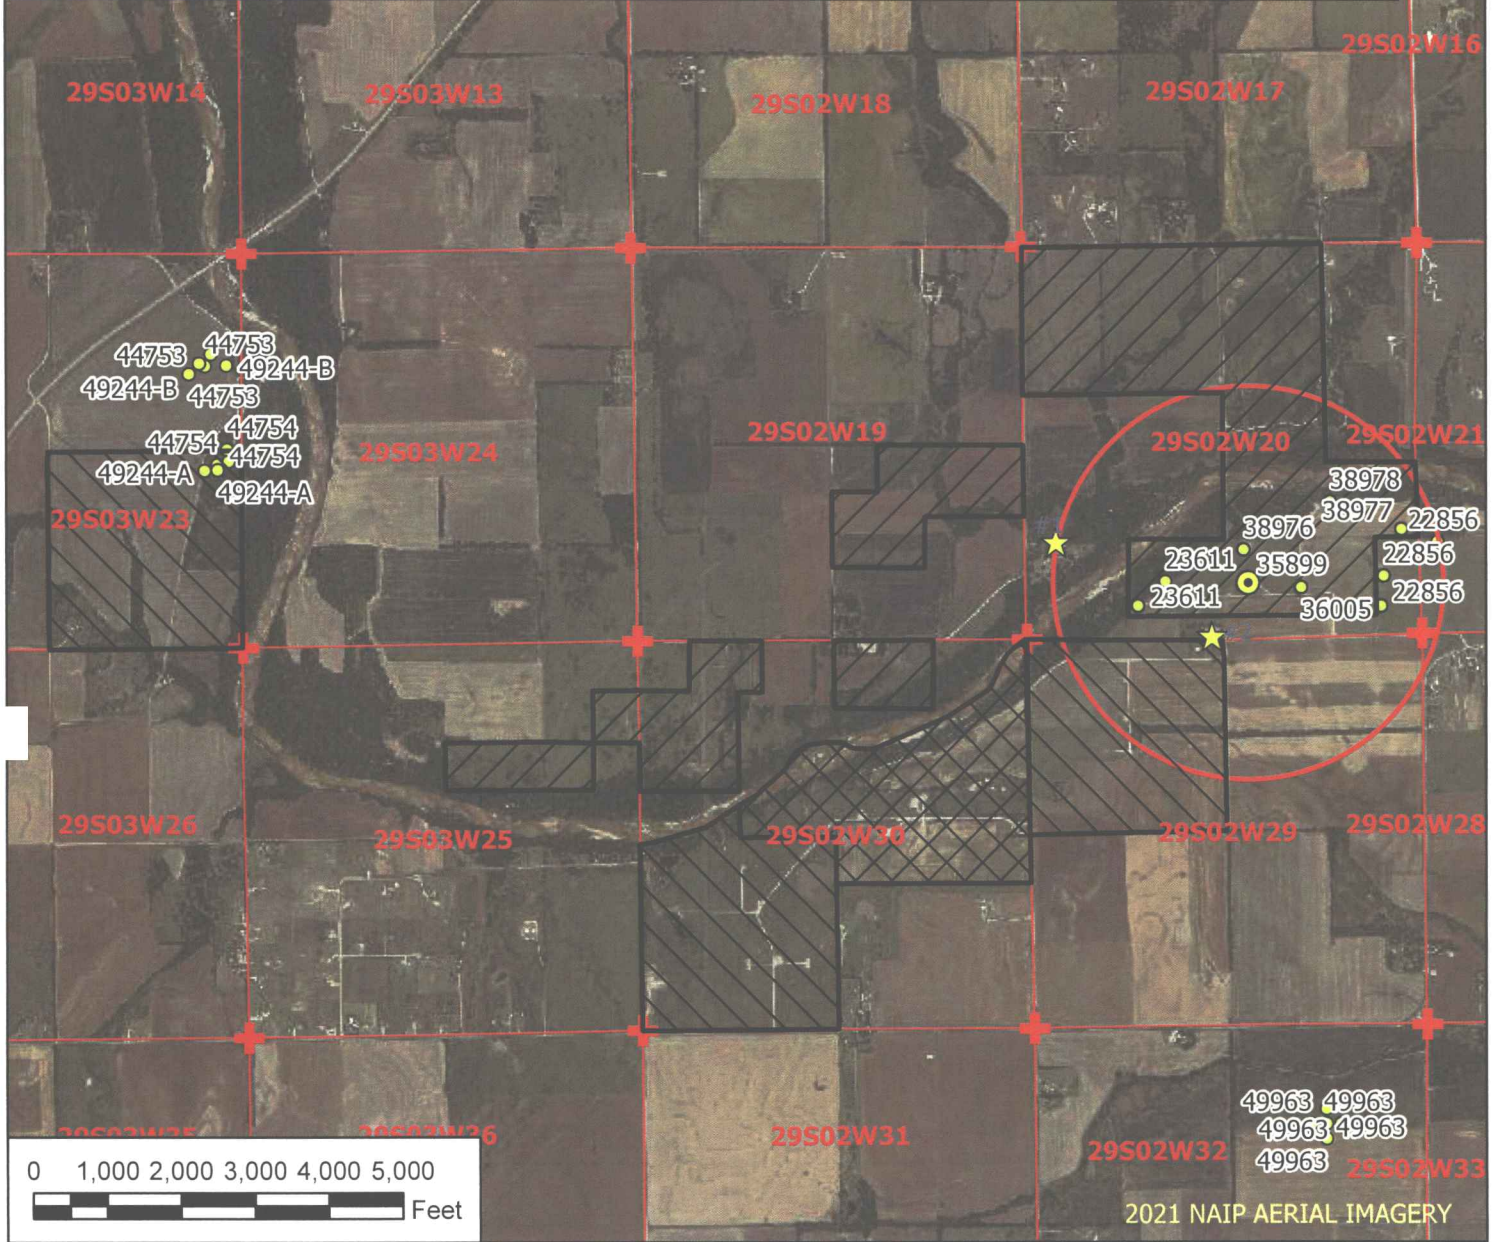 29S02W16
29S03W14
29S03W13
29S02W18
29S02W17
44753
44753
49244-B
49244-B
44753
44754
44754
44754
49244-A
49244-A
29S03W23
29S03W24
29S02W19
29S02W20
29S02W21
38978
38977
22856
38976
23611
35899
22856
23611
36005
22856
29S03W26
29S03W25
29S02W30
29S02W29
29S02W28
49963 49963
49963 49963
49963
29S02W31
29S02W32
29S02W33
0 1,000 2,000 3,000 4,000 5,000
Feet
2021 NAIP AERIAL IMAGERY